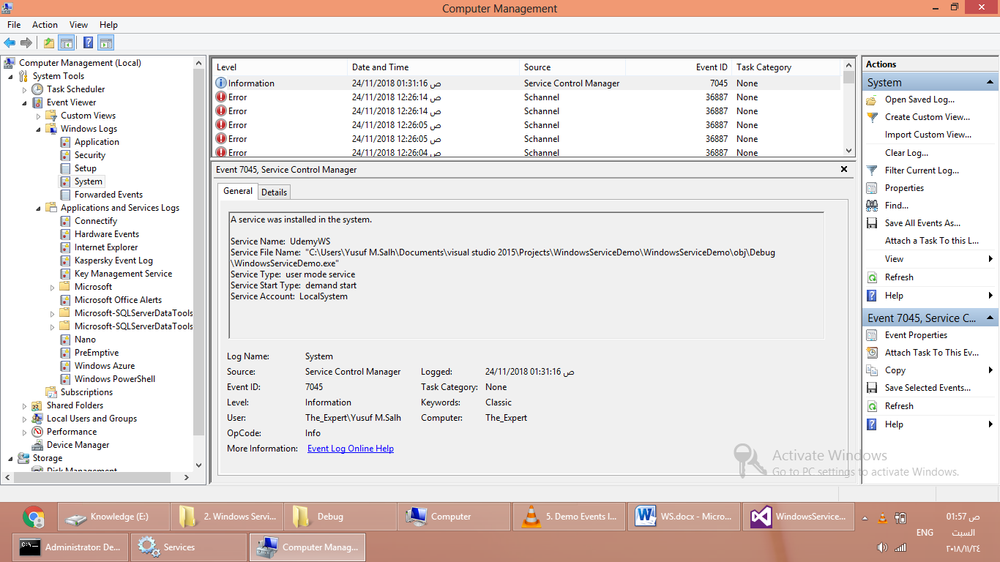 Computer Management
File Action View Help
Computer Management (Local)
System Tools
Task Scheduler
Event Viewer
Custom Views
Windows Logs
Application
Security
Setup
System
Forwarded Events
Applications and Services Logs
Connectify
Hardware Events
Internet Explorer
Kaspersky Event Log
Key Management Service
Microsoft
Microsoft Office Alerts
Microsoft-SQLServerDataTools
Microsoft-SQLServerDataTools
Nano
PreEmptive
Windows Azure
Windows PowerShell
Subscriptions
Shared Folders
Local Users and Groups
Performance
Device Manager
Storage
Disk Management
Level Date and Time Source Event ID Task Category
Information 24/11/2018 01:31:16 ص Service Control Manager 7045 None
Error 24/11/2018 12:26:14 ص Schannel 36887 None
Error 24/11/2018 12:26:14 ص Schannel 36887 None
Error 24/11/2018 12:26:05 ص Schannel 36887 None
Error 24/11/2018 12:26:05 ص Schannel 36887 None
Error 24/11/2018 12:26:04 ص Schannel 36887 None
Event 7045, Service Control Manager
General Details
A service was installed in the system.
Service Name: UdemyWS
Service File Name: "C:\Users\Yusuf M.Salh\Documents\visual studio 2015\Projects\WindowsServiceDemo\WindowsServiceDemo\obj\Debug
\WindowsServiceDemo.exe"
Service Type: user mode service
Service Start Type: demand start
Service Account: LocalSystem
Log Name: System
Source: Service Control Manager Logged: 24/11/2018 01:31:16 ص
Event ID: 7045 Task Category: None
Level: Information Keywords: Classic
User: The_Expert\Yusuf M.Salh Computer: The_Expert
OpCode: Info
More Information: Event Log Online Help
Actions
System
Open Saved Log...
Create Custom View...
Import Custom View...
Clear Log...
Filter Current Log...
Properties
Find...
Save All Events As...
Attach a Task To this L...
View
Refresh
Help
Event 7045, Service C...
Event Properties
Attach Task To This Ev...
Copy
Save Selected Events...
Refresh
Help
Activate Windows
Go to PC settings to activate Windows.
Knowledge (E:) 2. Windows Servi... Debug Computer 5. Demo Events I... WS.docx - Micro... WindowsService...
Administrator: De... Services Computer Manag...
ENG
01:57 ص
السبت
٢٠١٨/١١/٢٤